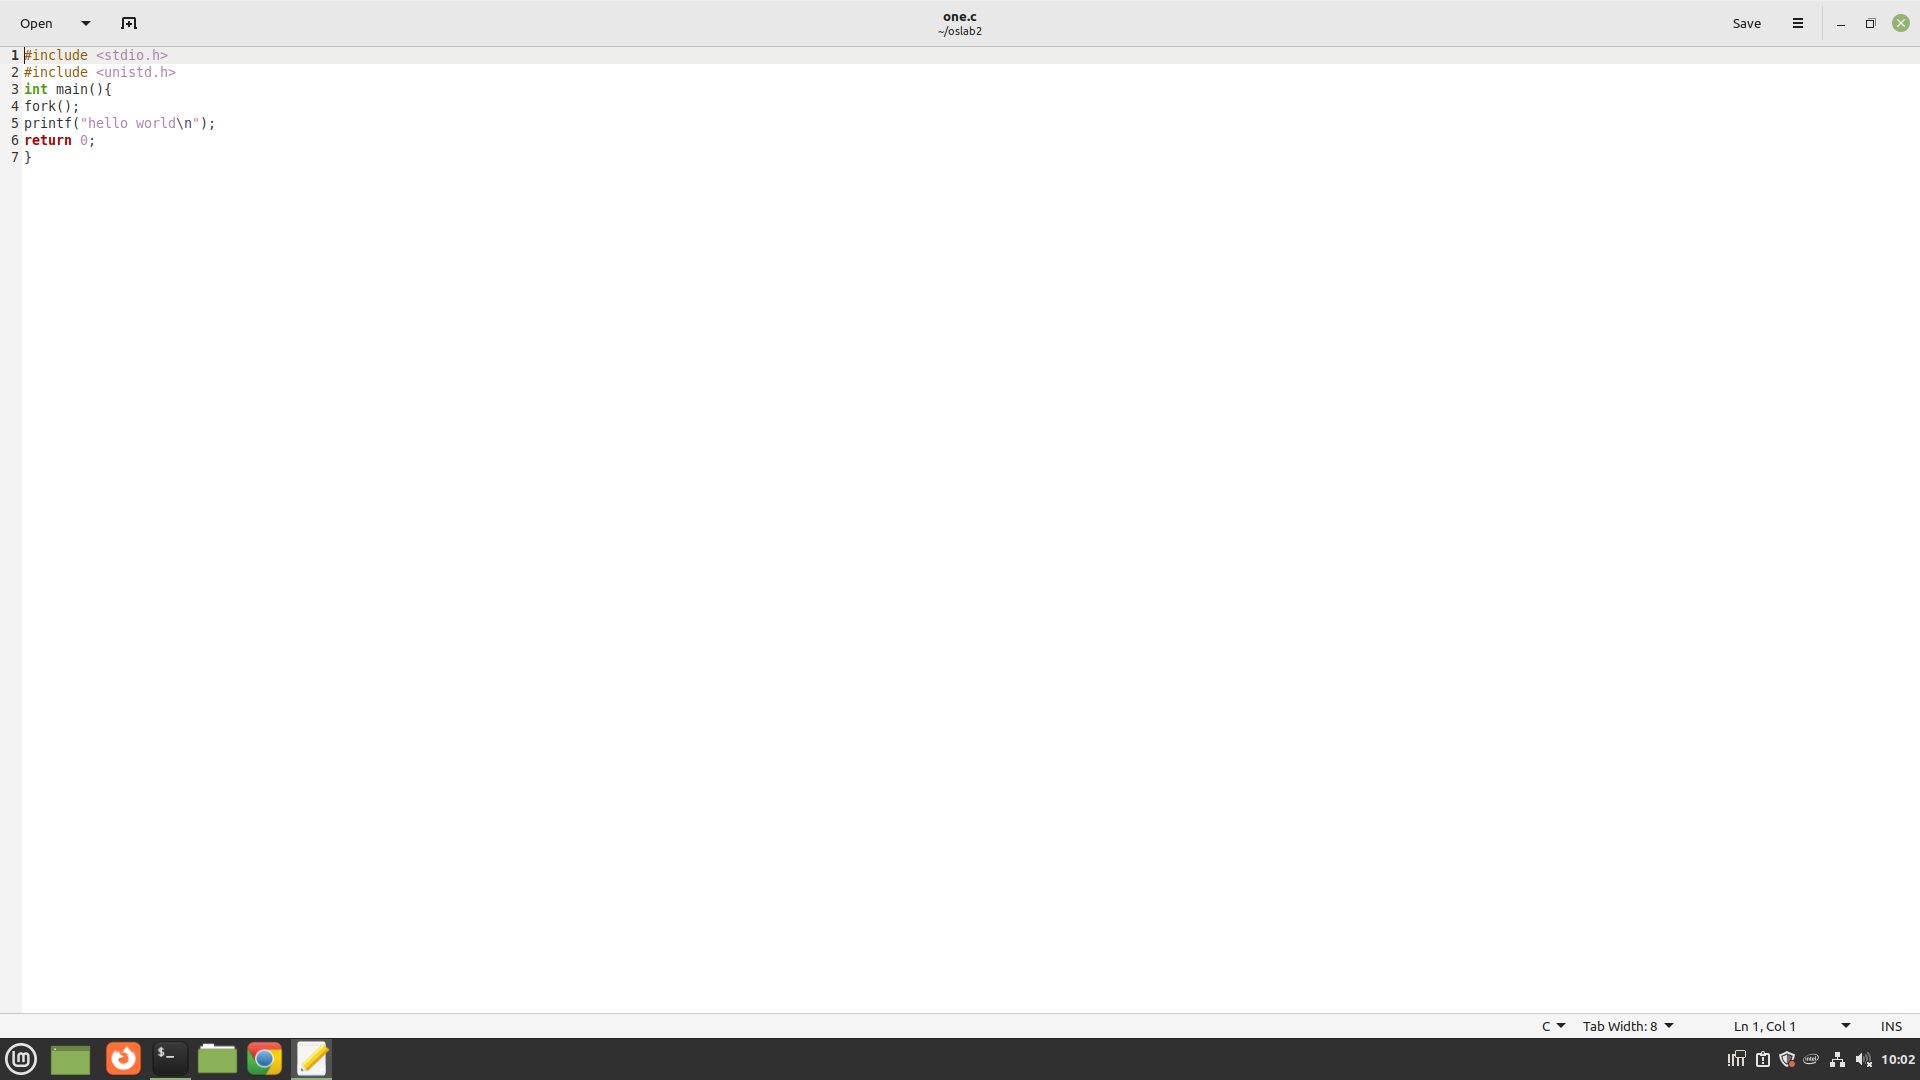 Open
one.c
~/oslab2
Save
1 #include <stdio.h>
2 #include <unistd.h>
3 int main(){
4 fork();
5 printf("hello world\n");
6 return 0;
7 }
C
Tab Width: 8
Ln 1, Col 1
INS
$_
10:02